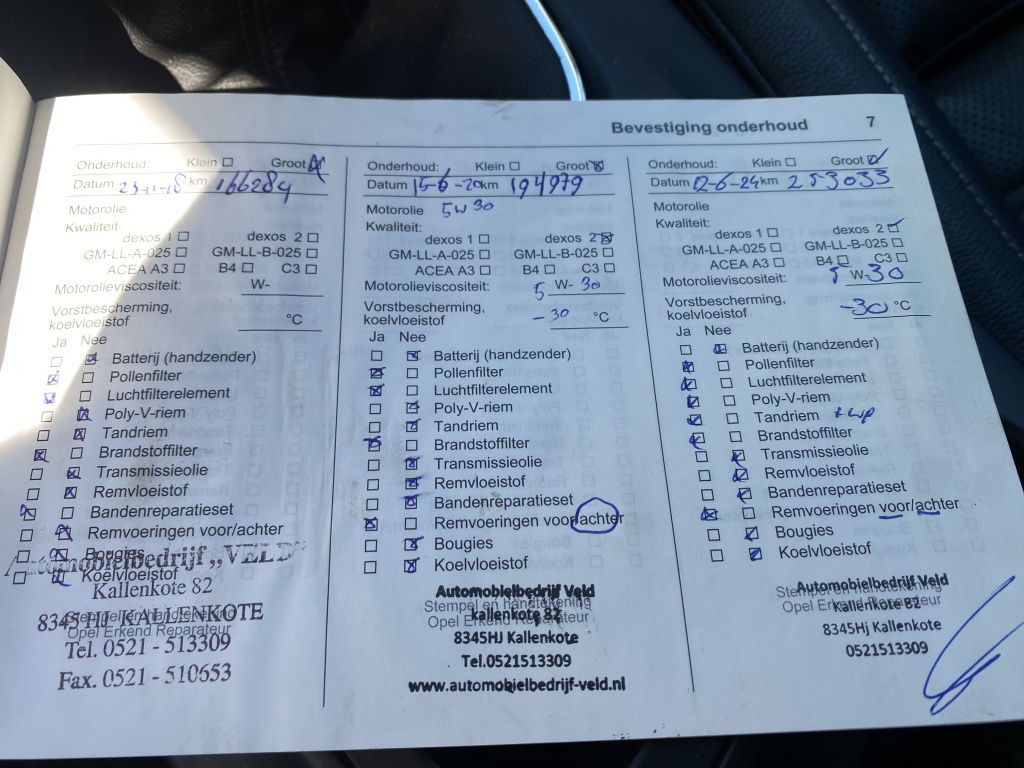 Bevestiging onderhoud 7
Onderhoud: Klein Groot
Datum 23-11-18 km 166284
Motorolie
Kwaliteit:
dexos 1 dexos 2
GM-LL-A-025 GM-LL-B-025
ACEA A3 B4 C3
Motorolieviscositeit: W-
Vorstbescherming,
koelvloeistof °C
Ja Nee
Batterij (handzender)
Pollenfilter
Luchtfilterelement
Poly-V-riem
Tandriem
Brandstoffilter
Transmissieolie
Remvloeistof
Bandenreparatieset
Remvoeringen voor/achter
Bougies
Koelvloeistof
Automobielbedrijf „VELD"
Kallenkote 82
Stempel en handtekening
8345 HJ KALLENKOTE
Opel Erkend Reparateur
Tel. 0521 - 513309
Fax. 0521 - 510653
Onderhoud: Klein Groot
Datum 15-6-20 km 194979
Motorolie 5W30
Kwaliteit:
dexos 1 dexos 2
GM-LL-A-025 GM-LL-B-025
ACEA A3 B4 C3
Motorolieviscositeit: 5 W- 30
Vorstbescherming,
koelvloeistof -30 °C
Ja Nee
Batterij (handzender)
Pollenfilter
Luchtfilterelement
Poly-V-riem
Tandriem
Brandstoffilter
Transmissieolie
Remvloeistof
Bandenreparatieset
Remvoeringen voor/achter
Bougies
Koelvloeistof
Automobielbedrijf Veld
Stempel en handtekening
kallenkote 82
Opel Erkend Reparateur
8345HJ Kallenkote
Tel.0521513309
www.automobielbedrijf-veld.nl
Onderhoud: Klein Groot
Datum 12-6-24 km 253033
Motorolie
Kwaliteit:
dexos 1 dexos 2
GM-LL-A-025 GM-LL-B-025
ACEA A3 B4 C3
Motorolieviscositeit: 5 W-30
Vorstbescherming,
koelvloeistof -30 °C
Ja Nee
Batterij (handzender)
Pollenfilter
Luchtfilterelement
Poly-V-riem
Tandriem + WP
Brandstoffilter
Transmissieolie
Remvloeistof
Bandenreparatieset
Remvoeringen voor/achter
Bougies
Koelvloeistof
Automobielbedrijf Veld
Stempel en handtekening
Kallenkote 82
Opel Erkend Reparateur
8345Hj Kallenkote
0521513309